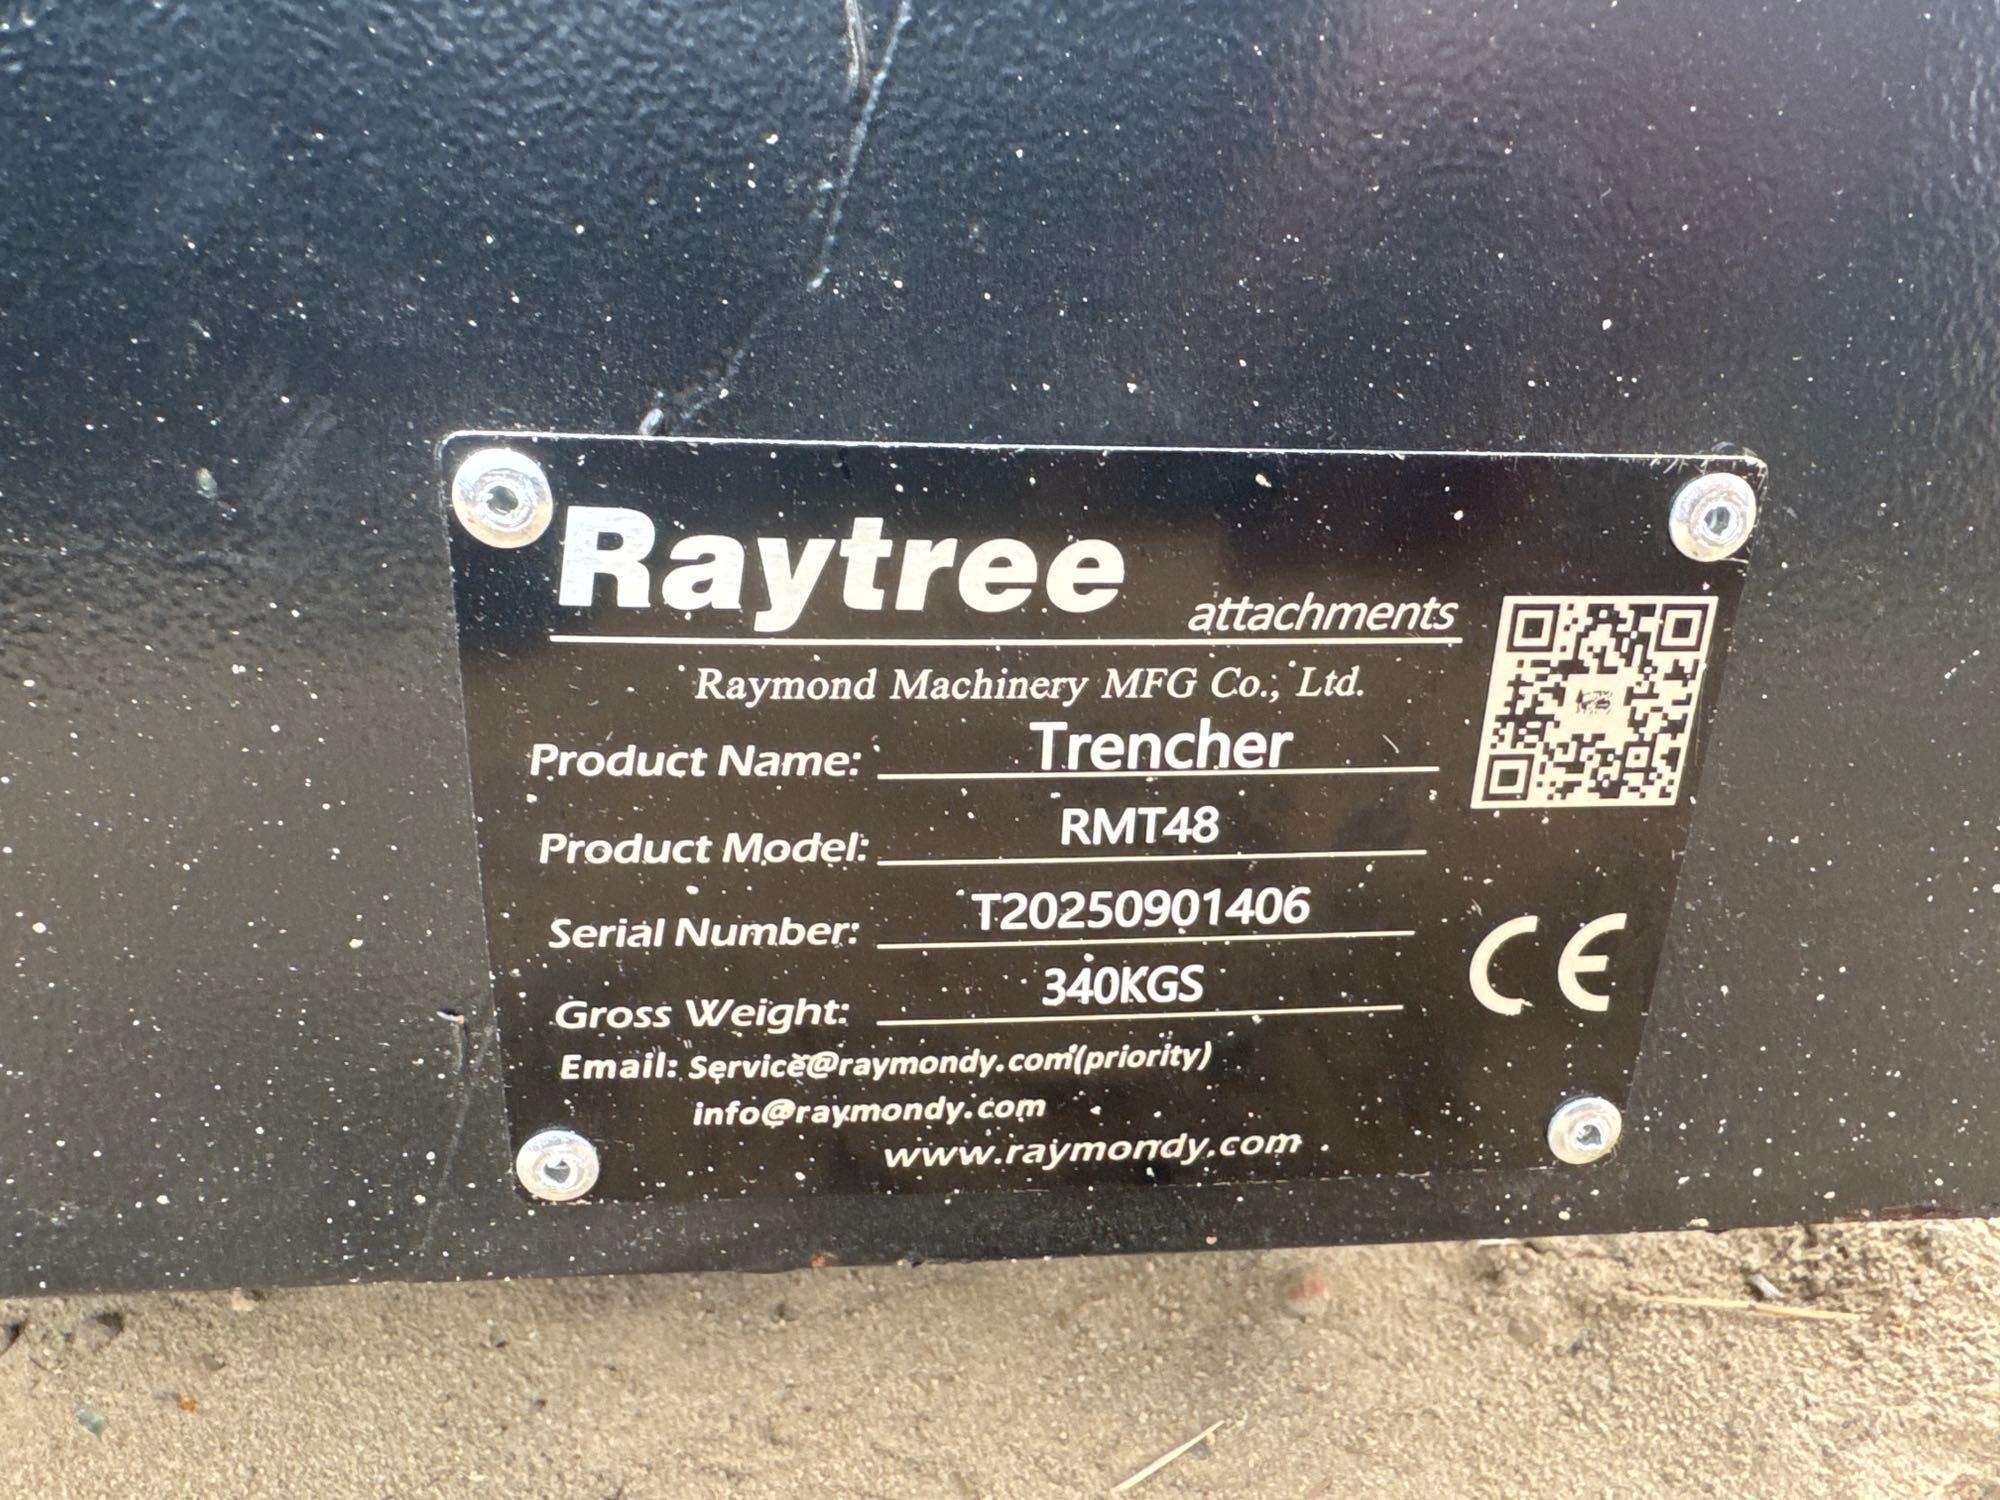 Raytree
attachments
Raymond Machinery MFG Co., Ltd.
Product Name: Trencher
Product Model: RMT48
Serial Number: T20250901406
Gross Weight: 340KGS
Email: Service@raymondy.com(priority)
info@raymondy.com
www.raymondy.com
CE